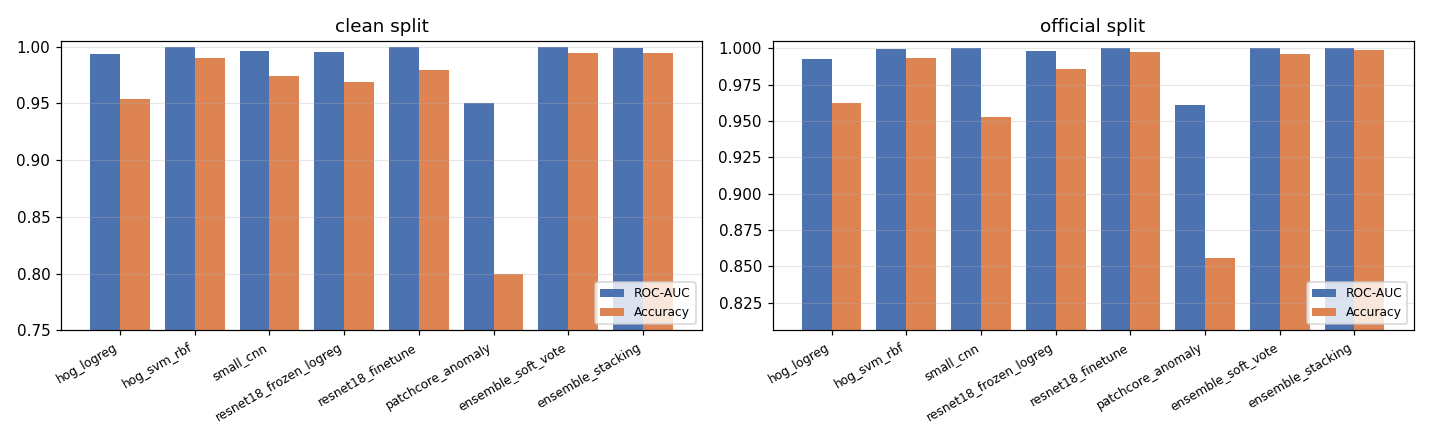 clean split
1.00
0.95
0.90
0.85
0.80
0.75
ROC-AUC
Accuracy
hog_logreg
hog_svm_rbf
small_cnn
resnet18_frozen_logreg
resnet18_finetune
patchcore_anomaly
ensemble_soft_vote
ensemble_stacking
official split
1.000
0.975
0.950
0.925
0.900
0.875
0.850
0.825
ROC-AUC
Accuracy
hog_logreg
hog_svm_rbf
small_cnn
resnet18_frozen_logreg
resnet18_finetune
patchcore_anomaly
ensemble_soft_vote
ensemble_stacking